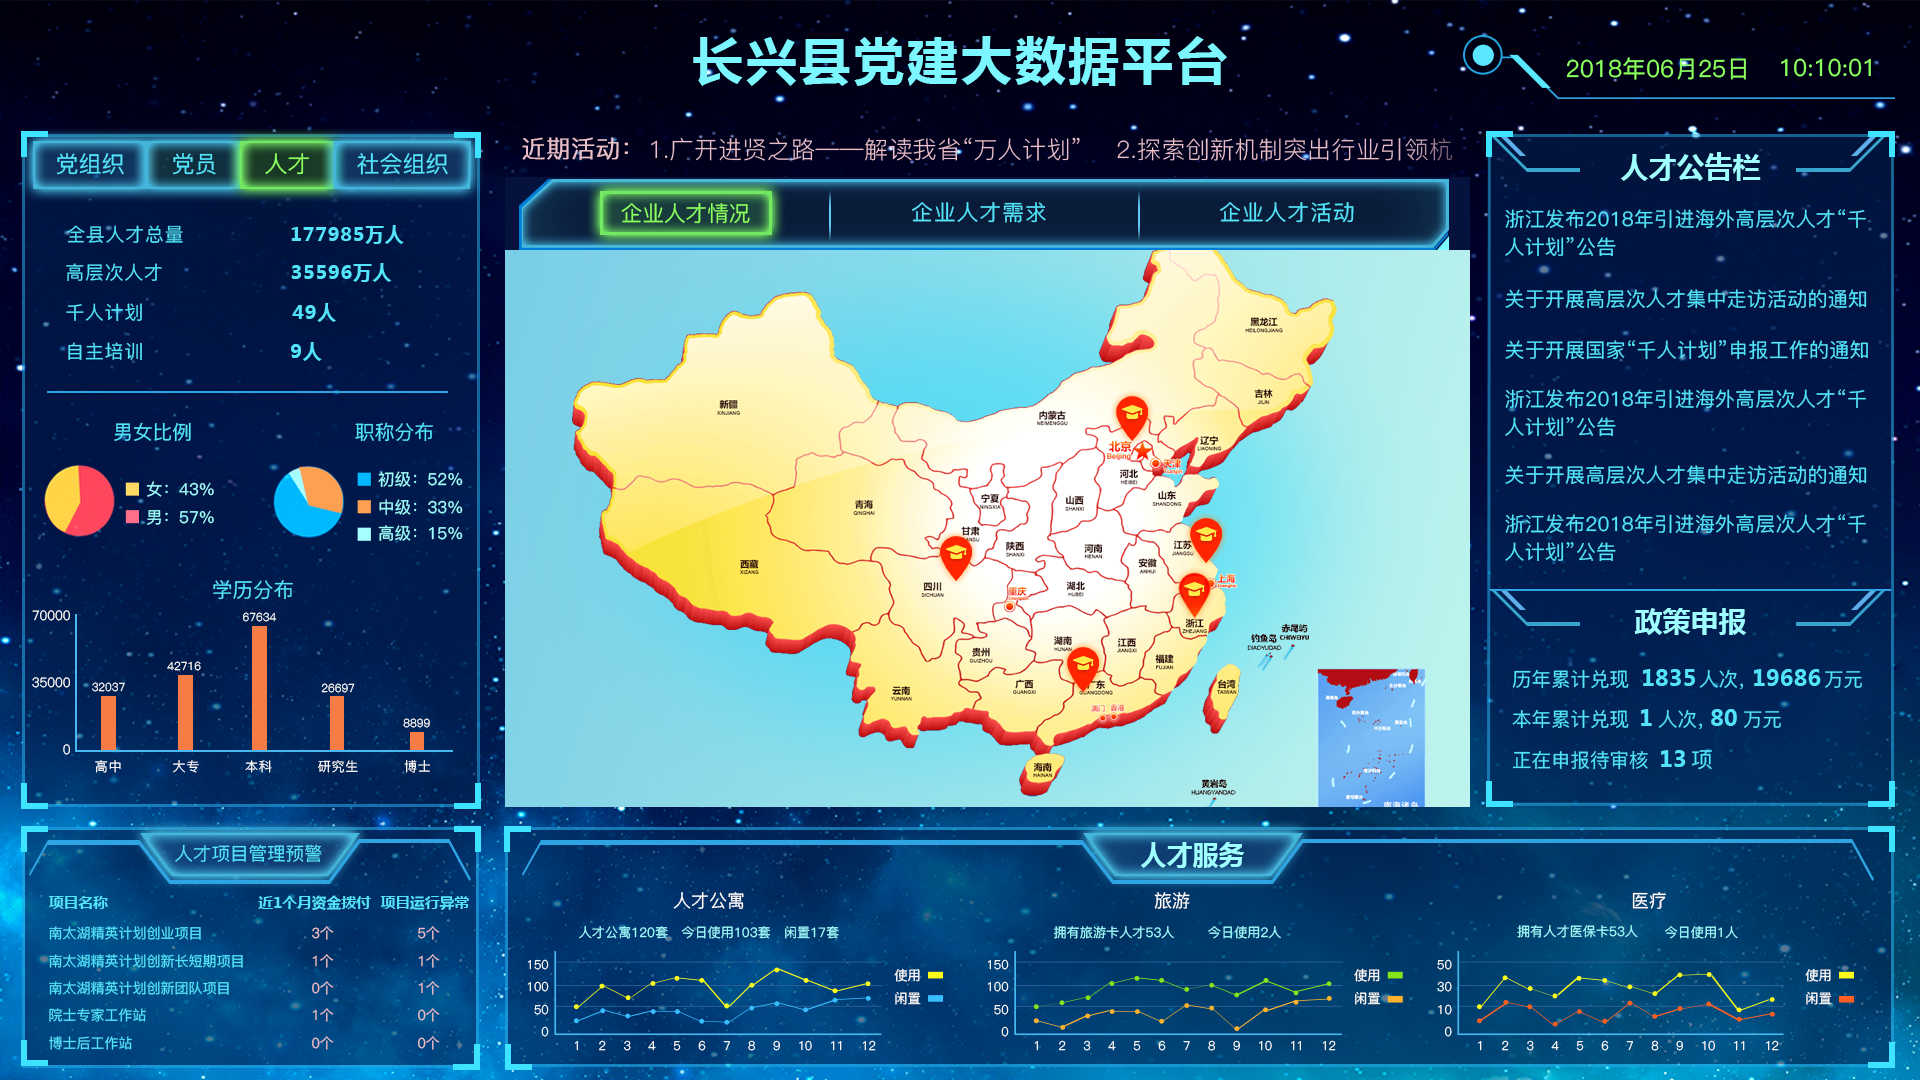 长兴县党建大数据平台
2018年06月25日 10:10:01
党组织 党员 人才 社会组织
全县人才总量 177985万人
高层次人才 35596万人
千人计划 49人
自主培训 9人
男女比例 职称分布
女：43%
男：57%
初级：52%
中级：33%
高级：15%
学历分布
70000
35000
0
32037 42716 67634 26697 8899
高中 大专 本科 研究生 博士
近期活动： 1.广开进贤之路——解读我省“万人计划” 2.探索创新机制突出行业引领杭
企业人才情况 企业人才需求 企业人才活动
黑龙江
HEILONGJIANG
吉林
JILIN
辽宁
LIAONING
新疆
XINJIANG
内蒙古
NEIMENGGU
北京
Beijing
天津
Tianjin
河北
HEBEI
山东
SHANDONG
山西
SHANXI
宁夏
NINGXIA
青海
QINGHAI
甘肃
陕西
SHANXI
河南
HENAN
江苏
JIANGSU
安徽
ANHUI
上海
Shanghai
西藏
XIZANG
四川
SICHUAN
重庆
湖北
HUBEI
浙江
ZHEJIANG
湖南
HUNAN
江西
JIANGXI
贵州
GUIZHOU
福建
FUJIAN
云南
YUNNAN
广西
GUANGXI
广东
GUANGDONG
澳门 香港
台湾
TAIWAN
海南
HAINAN
钓鱼岛
DIAOYUDAO
赤尾屿
CHIWEIYU
黄岩岛
HUANGYANDAO
南海诸岛
人才公告栏
浙江发布2018年引进海外高层次人才“千
人计划”公告
关于开展高层次人才集中走访活动的通知
关于开展国家“千人计划”申报工作的通知
浙江发布2018年引进海外高层次人才“千
人计划”公告
关于开展高层次人才集中走访活动的通知
浙江发布2018年引进海外高层次人才“千
人计划”公告
政策申报
历年累计兑现 1835人次, 19686万元
本年累计兑现 1 人次, 80 万元
正在申报待审核 13 项
人才项目管理预警
项目名称 近1个月资金拨付 项目运行异常
南太湖精英计划创业项目 3个 5个
南太湖精英计划创新长短期项目 1个 1个
南太湖精英计划创新团队项目 0个 1个
院士专家工作站 1个 0个
博士后工作站 0个 0个
人才服务
人才公寓
人才公寓120套 今日使用103套 闲置17套
150
100
50
0
1 2 3 4 5 6 7 8 9 10 11 12
使用
闲置
旅游
拥有旅游卡人才53人 今日使用2人
150
100
50
0
1 2 3 4 5 6 7 8 9 10 11 12
使用
闲置
医疗
拥有人才医保卡53人 今日使用1人
50
30
10
0
1 2 3 4 5 6 7 8 9 10 11 12
使用
闲置